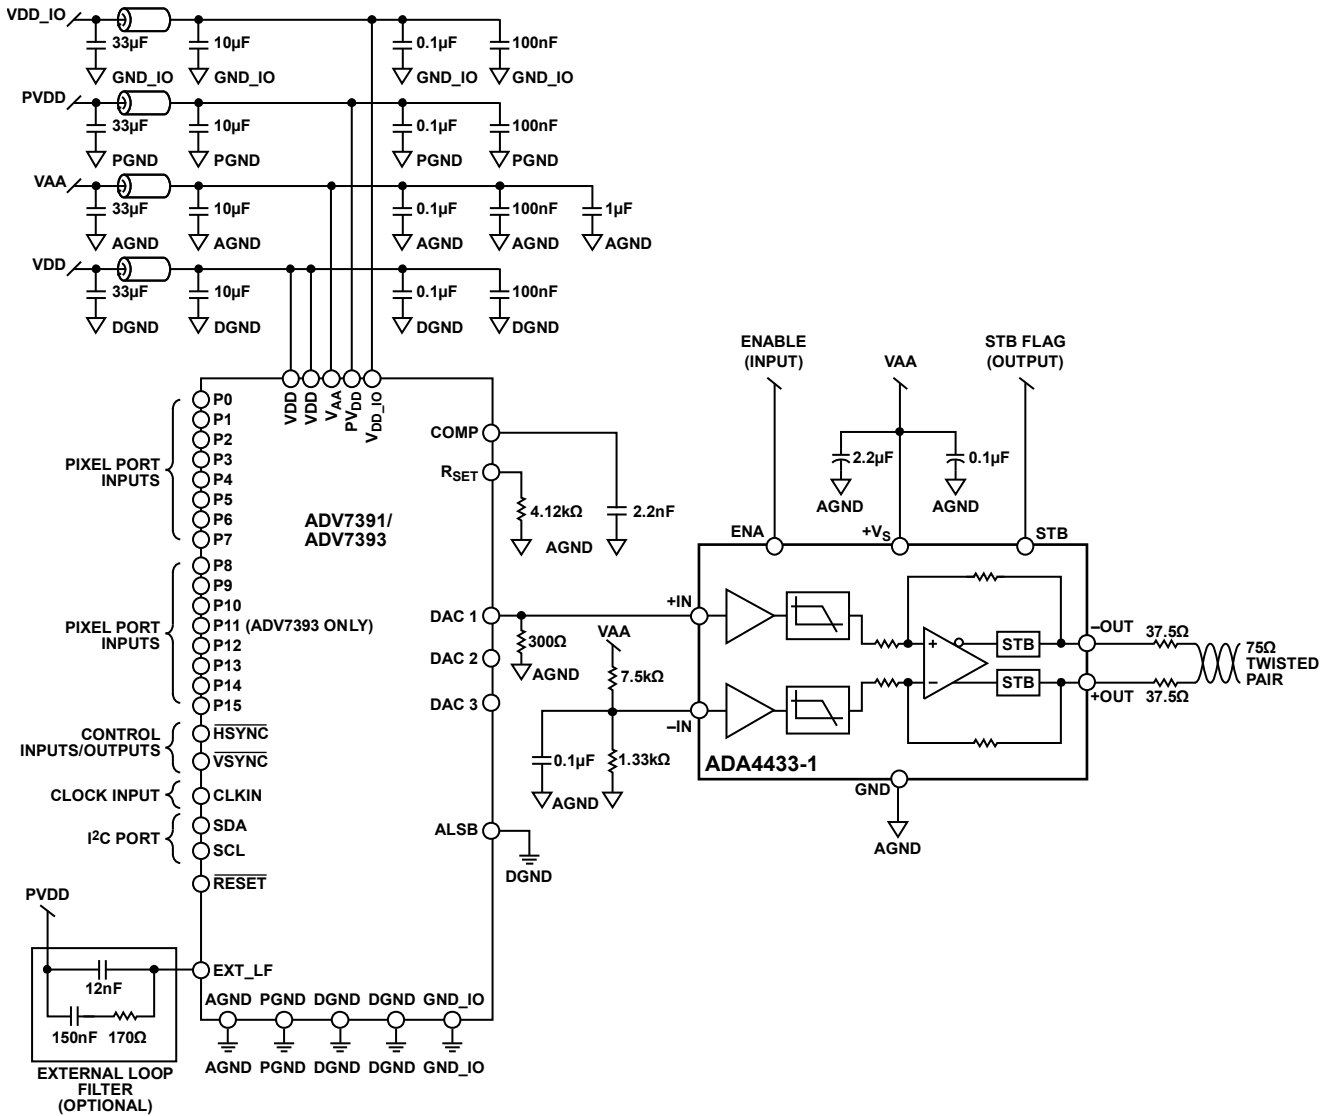 VDD_IO
33µF
10µF
0.1µF
100nF
GND_IO
GND_IO
GND_IO
GND_IO
PVDD
33µF
10µF
0.1µF
100nF
PGND
PGND
PGND
PGND
VAA
33µF
10µF
0.1µF
100nF
1µF
AGND
AGND
AGND
AGND
AGND
VDD
33µF
10µF
0.1µF
100nF
DGND
DGND
DGND
DGND
VDD
VDD
VAA
PVDD
VDD_IO
PIXEL PORT
INPUTS
P0
P1
P2
P3
P4
P5
P6
P7
PIXEL PORT
INPUTS
P8
P9
P10
P11 (ADV7393 ONLY)
P12
P13
P14
P15
CONTROL
INPUTS/OUTPUTS
HSYNC
VSYNC
CLOCK INPUT
CLKIN
I2C PORT
SDA
SCL
RESET
PVDD
EXT_LF
12nF
150nF
170Ω
EXTERNAL LOOP
FILTER
(OPTIONAL)
ADV7391/
ADV7393
COMP
RSET
4.12kΩ
2.2nF
AGND
DAC 1
DAC 2
DAC 3
300Ω
AGND
VAA
7.5kΩ
0.1µF
1.33kΩ
AGND
ALSB
DGND
AGND
PGND
DGND
DGND
GND_IO
AGND
PGND
DGND
DGND
GND_IO
ENABLE
(INPUT)
VAA
STB FLAG
(OUTPUT)
2.2µF
0.1µF
AGND
AGND
ENA
+VS
STB
+IN
–IN
+
–
STB
STB
–OUT
+OUT
37.5Ω
37.5Ω
75Ω
TWISTED
PAIR
ADA4433-1
GND
AGND